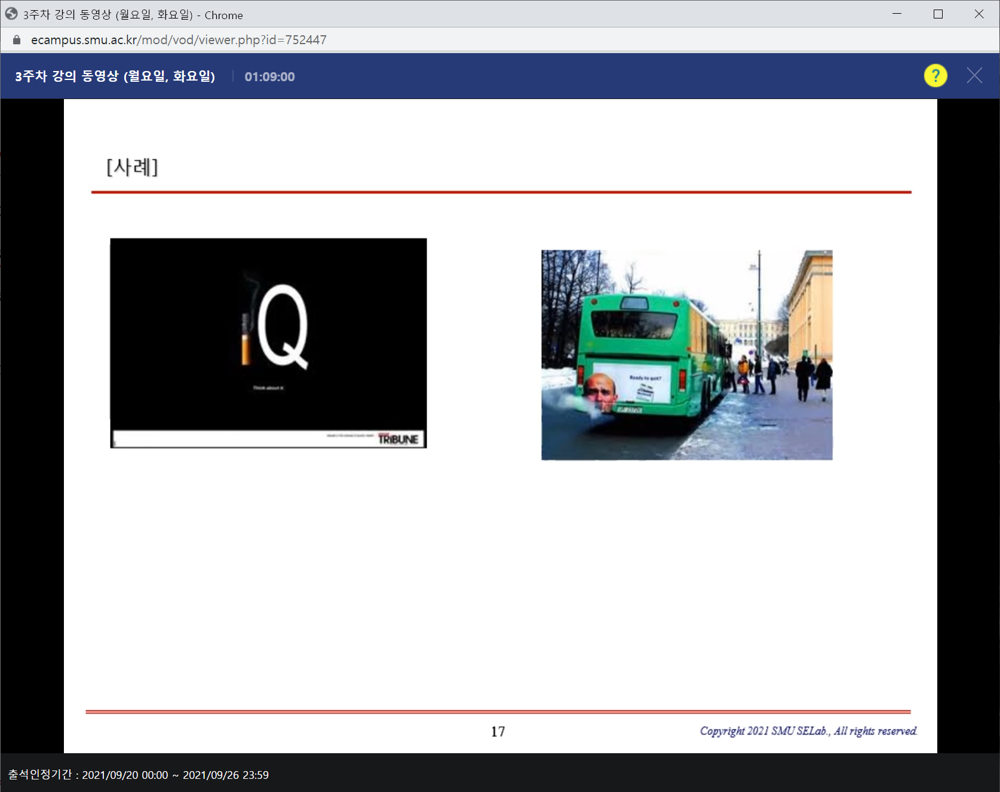 3주차 강의 동영상 (월요일, 화요일) - Chrome
ecampus.smu.ac.kr/mod/vod/viewer.php?id=752447
3주차 강의 동영상 (월요일, 화요일) 01:09:00
?
[사례]
Q
Think about it
TRIBUNE
Ready to quit?
17
Copyright 2021 SMU SELab., All rights reserved.
출석인정기간 : 2021/09/20 00:00 ~ 2021/09/26 23:59